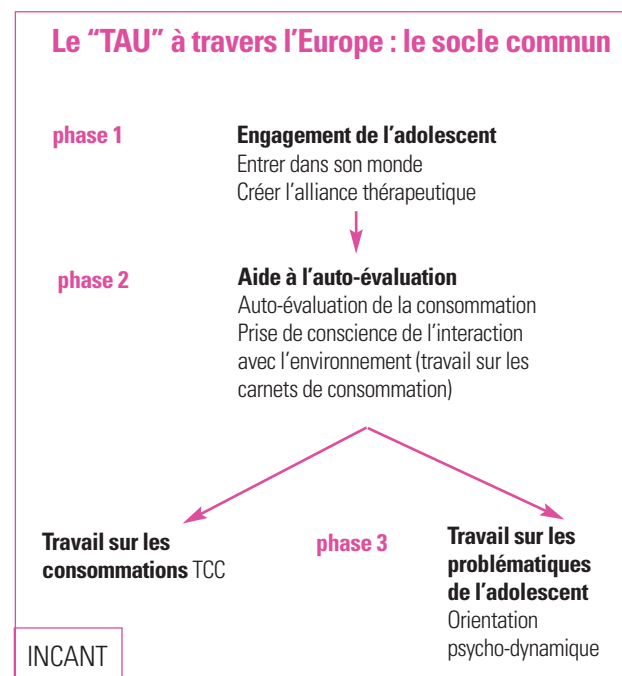 Le “TAU” à travers l’Europe : le socle commun
phase 1
Engagement de l’adolescent
Entrer dans son monde
Créer l’alliance thérapeutique
phase 2
Aide à l’auto-évaluation
Auto-évaluation de la consommation
Prise de conscience de l’interaction
avec l’environnement (travail sur les
carnets de consommation)
Travail sur les
consommations TCC
phase 3
Travail sur les
problématiques
de l’adolescent
Orientation
psycho-dynamique
INCANT